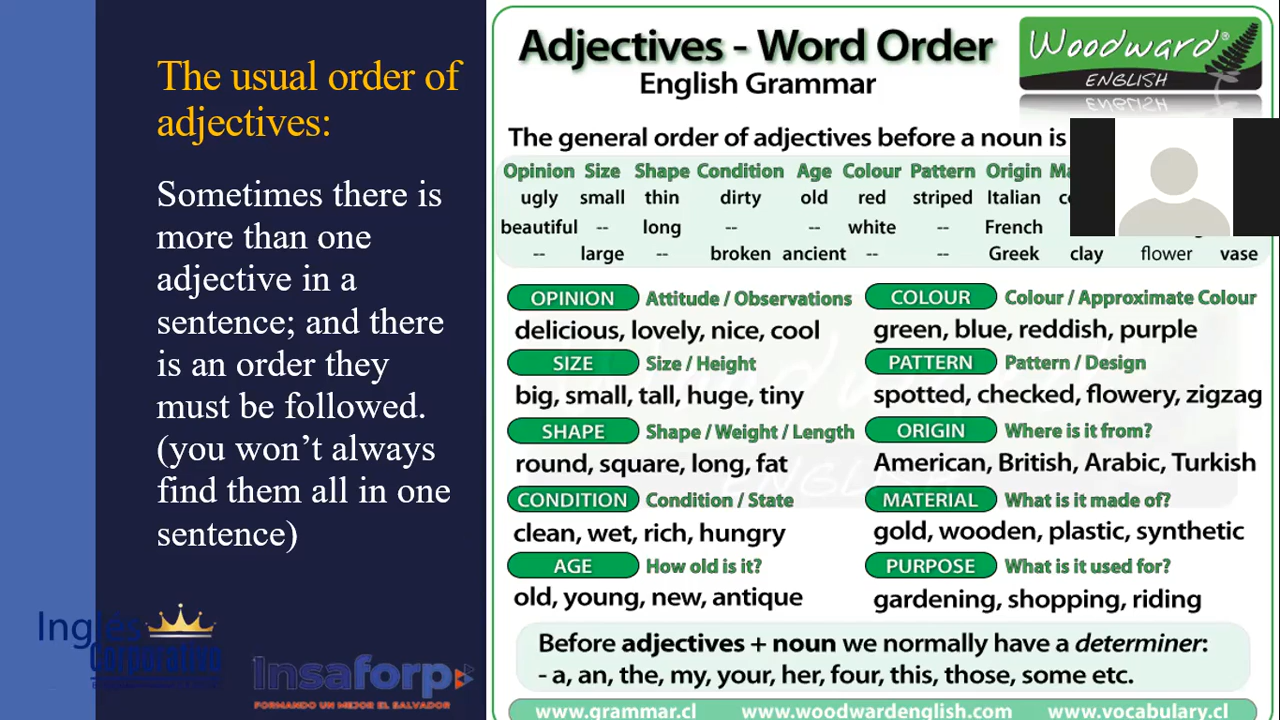 The usual order of
adjectives:
Sometimes there is
more than one
adjective in a
sentence; and there
is an order they
must be followed.
(you won't always
find them all in one
sentence)
Inglés
Corporativo
Insaforp
FORMANDO UN MEJOR EL SALVADOR
Adjectives - Word Order
English Grammar
Woodward®
ENGLISH
The general order of adjectives before a noun is
Opinion Size Shape Condition Age Colour Pattern Origin
ugly small thin dirty old red striped Italian
beautiful -- long -- -- white -- French
-- large -- broken ancient -- -- Greek clay flower vase
OPINION Attitude / Observations
delicious, lovely, nice, cool
SIZE Size / Height
big, small, tall, huge, tiny
SHAPE Shape / Weight / Length
round, square, long, fat
CONDITION Condition / State
clean, wet, rich, hungry
AGE How old is it?
old, young, new, antique
COLOUR Colour / Approximate Colour
green, blue, reddish, purple
PATTERN Pattern / Design
spotted, checked, flowery, zigzag
ORIGIN Where is it from?
American, British, Arabic, Turkish
MATERIAL What is it made of?
gold, wooden, plastic, synthetic
PURPOSE What is it used for?
gardening, shopping, riding
Before adjectives + noun we normally have a determiner:
- a, an, the, my, your, her, four, this, those, some etc.
www.grammar.cl www.woodwardenglish.com www.vocabulary.cl